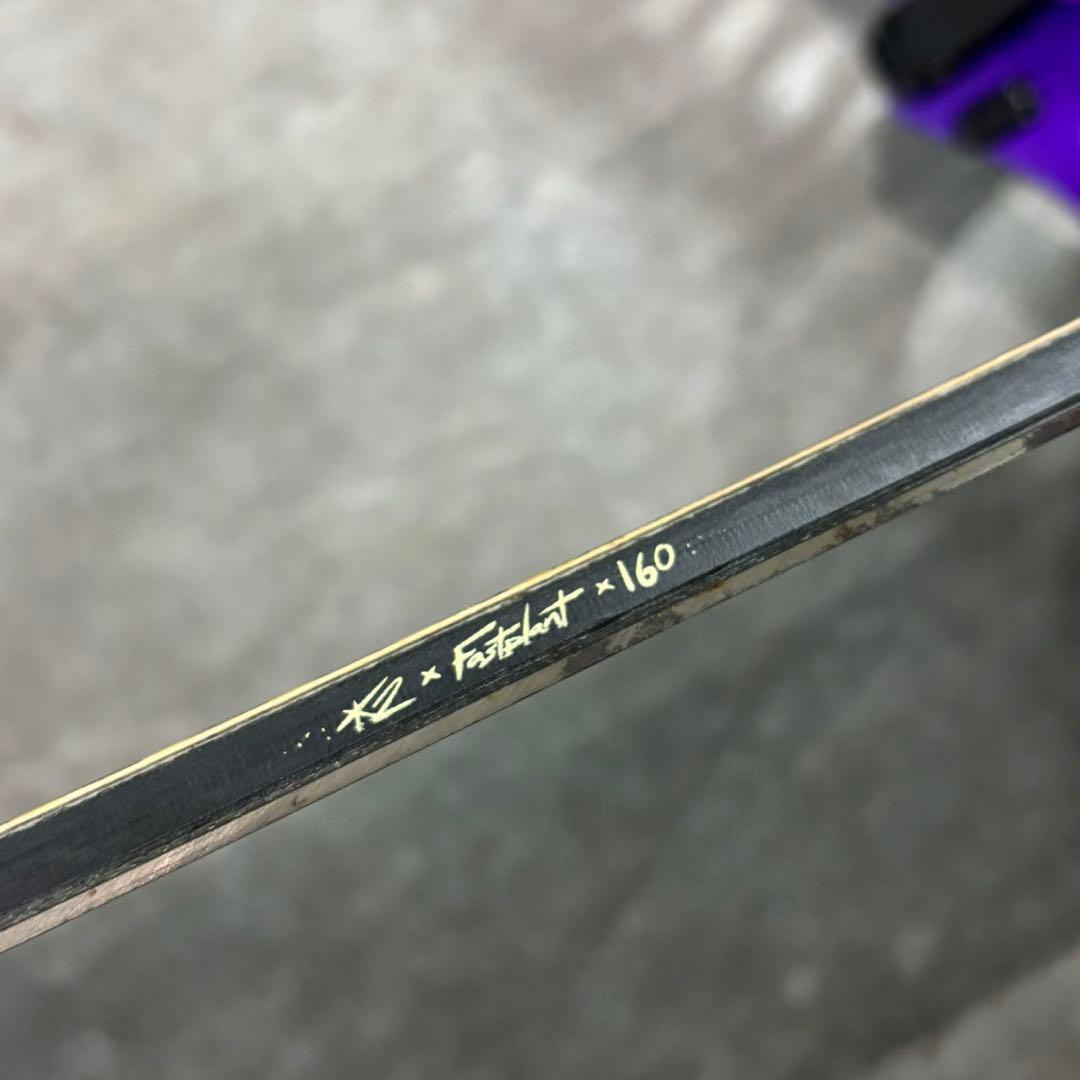 K2 × Fastplant × 160